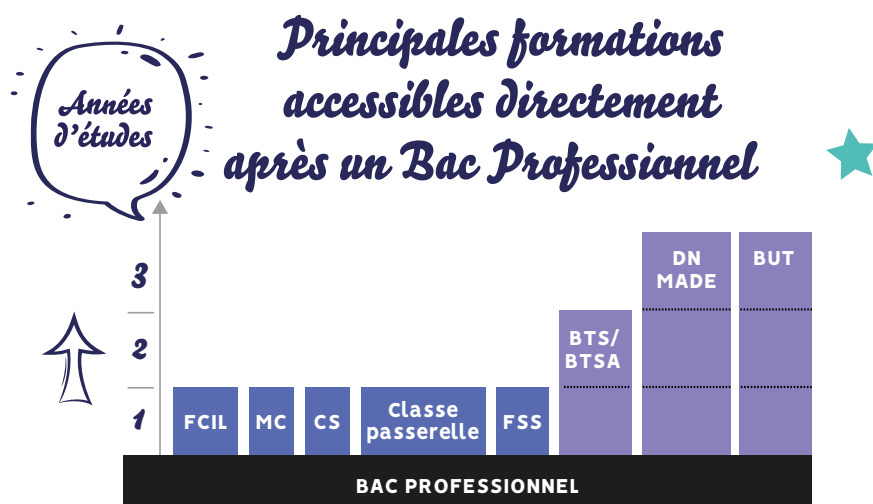 Principales formations
accessibles directement
après un Bac Professionnel
Années
d'études
3
2
1
FCIL
MC
CS
Classe
passerelle
FSS
BTS/
BTSA
DN
MADE
BUT
BAC PROFESSIONNEL